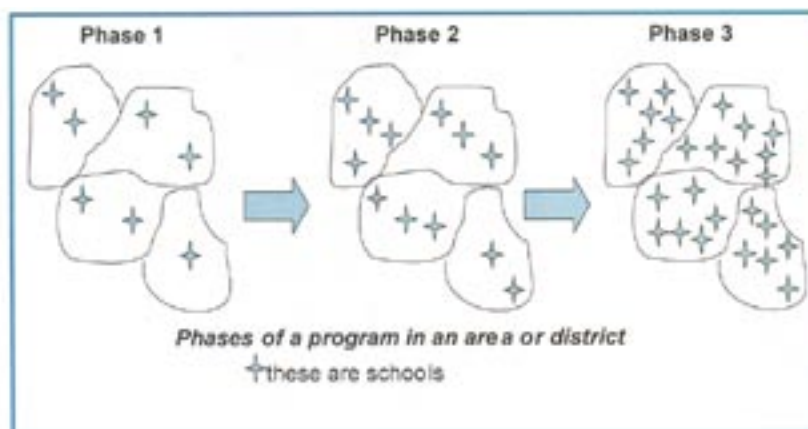 Phase 1
Phase 2
Phase 3
Phases of a program in an area or district
these are schools